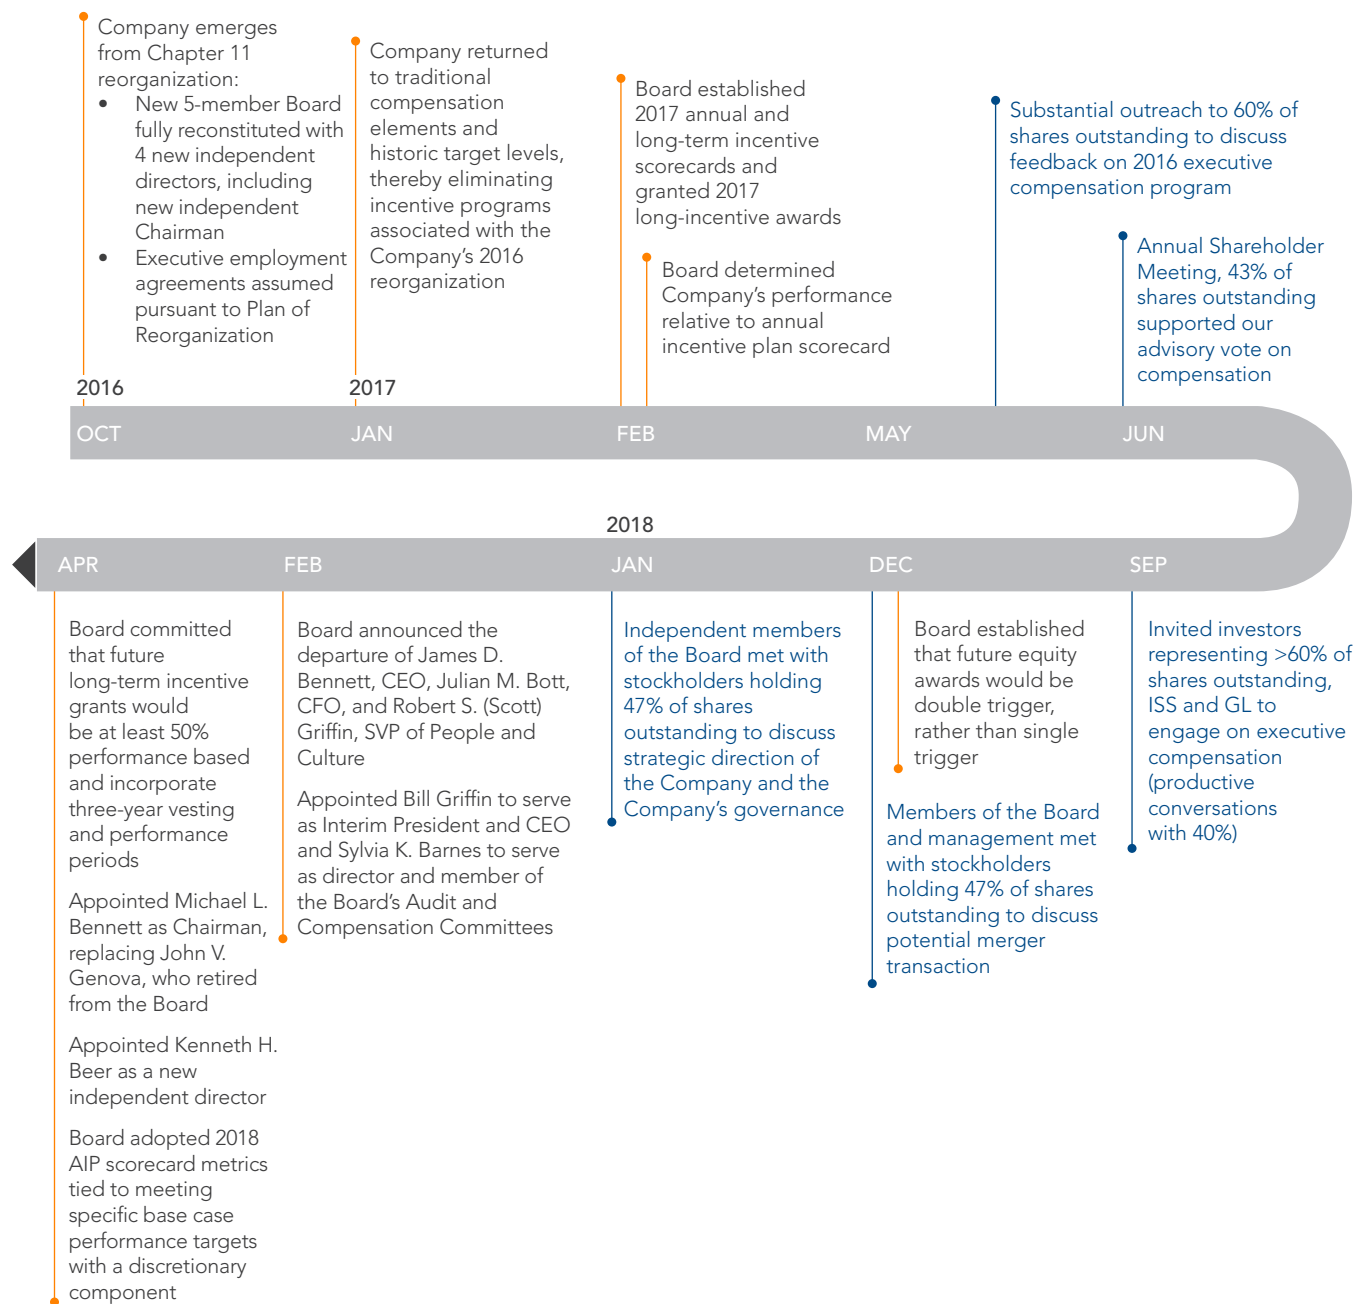 Company emerges
from Chapter 11
reorganization:
• New 5-member Board
fully reconstituted with
4 new independent
directors, including
new independent
Chairman
• Executive employment
agreements assumed
pursuant to Plan of
Reorganization
Company returned
to traditional
compensation
elements and
historic target levels,
thereby eliminating
incentive programs
associated with the
Company’s 2016
reorganization
Board established
2017 annual and
long-term incentive
scorecards and
granted 2017
long-incentive awards
Board determined
Company’s performance
relative to annual
incentive plan scorecard
Substantial outreach to 60% of
shares outstanding to discuss
feedback on 2016 executive
compensation program
Annual Shareholder
Meeting, 43% of
shares outstanding
supported our
advisory vote on
compensation
2016
2017
OCT
JAN
FEB
MAY
JUN
2018
APR
FEB
JAN
DEC
SEP
Board committed
that future
long-term incentive
grants would
be at least 50%
performance based
and incorporate
three-year vesting
and performance
periods
Appointed Michael L.
Bennett as Chairman,
replacing John V.
Genova, who retired
from the Board
Appointed Kenneth H.
Beer as a new
independent director
Board adopted 2018
AIP scorecard metrics
tied to meeting
specific base case
performance targets
with a discretionary
component
Board announced the
departure of James D.
Bennett, CEO, Julian M. Bott,
CFO, and Robert S. (Scott)
Griffin, SVP of People and
Culture
Appointed Bill Griffin to serve
as Interim President and CEO
and Sylvia K. Barnes to serve
as director and member of
the Board’s Audit and
Compensation Committees
Independent members
of the Board met with
stockholders holding
47% of shares
outstanding to discuss
strategic direction of
the Company and the
Company’s governance
Board established
that future equity
awards would be
double trigger,
rather than single
trigger
Members of the Board
and management met
with stockholders
holding 47% of shares
outstanding to discuss
potential merger
transaction
Invited investors
representing >60% of
shares outstanding,
ISS and GL to
engage on executive
compensation
(productive
conversations
with 40%)